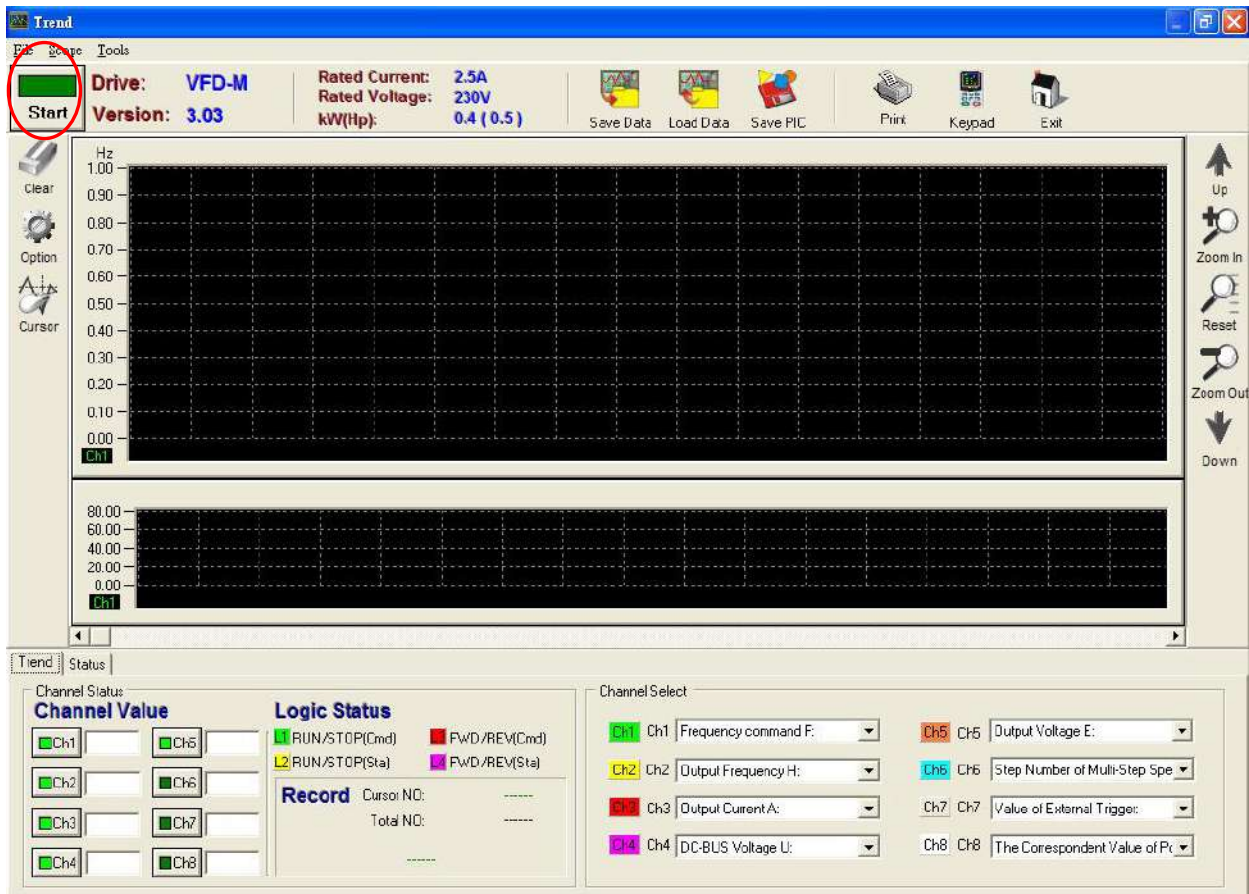 Trend
File Scope Tools
Start
Drive: VFD-M
Version: 3.03
Rated Current: 2.5A
Rated Voltage: 230V
kW(Hp): 0.4 ( 0.5 )
Save Data Load Data Save PIC Print Keypad Exit
Clear
Option
Cursor
Hz
1.00
0.90
0.80
0.70
0.60
0.50
0.40
0.30
0.20
0.10
0.00
Ch1
80.00
60.00
40.00
20.00
0.00
Ch1
Up
Zoom In
Reset
Zoom Out
Down
Trend Status
Channel Status
Channel Value
Ch1 Ch5
Ch2 Ch6
Ch3 Ch7
Ch4 Ch8
Logic Status
L1 RUN/STOP(Cmd) L3 FWD/REV(Cmd)
L2 RUN/STOP(Sta) L4 FWD/REV(Sta)
Record Cursor NO: ------
Total NO: ------
------
Channel Select
Ch1 Ch1 Frequency command F: Ch5 Ch5 Output Voltage E:
Ch2 Ch2 Output Frequency H: Ch6 Ch6 Step Number of Multi-Step Spe
Ch3 Ch3 Output Current A: Ch7 Ch7 Value of External Trigger:
Ch4 Ch4 DC-BUS Voltage U: Ch8 Ch8 The Correspondent Value of Po